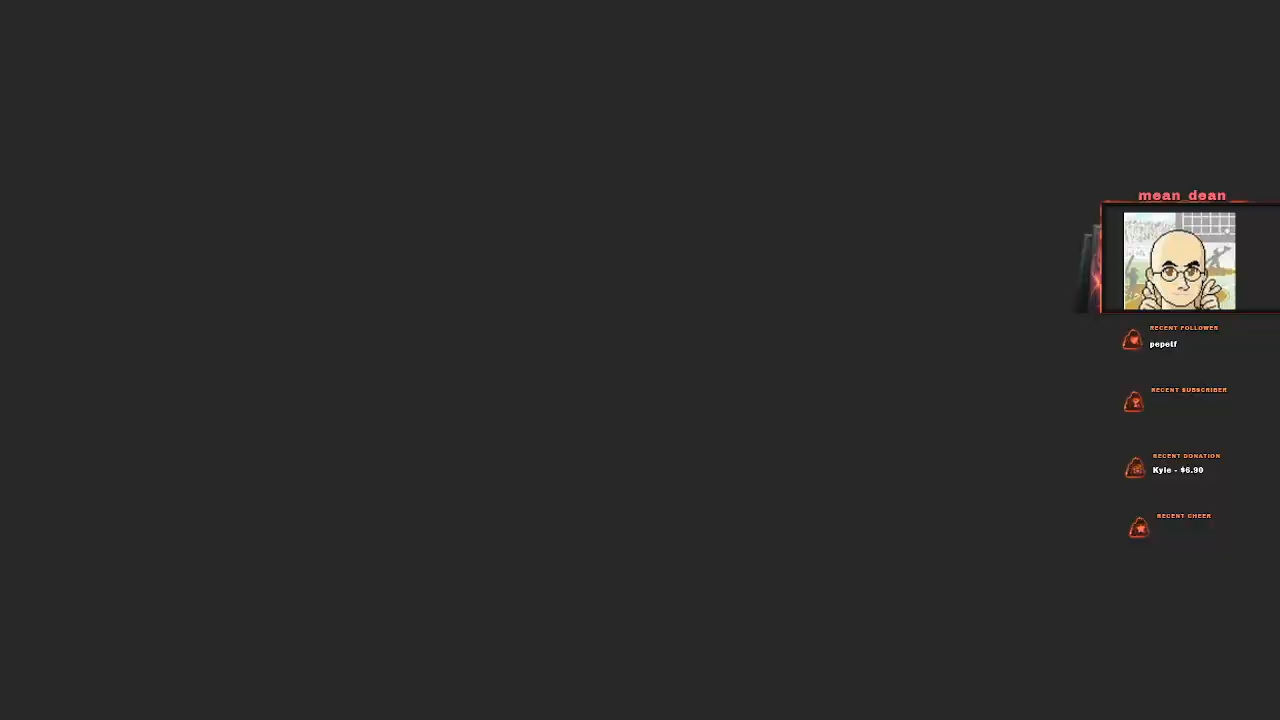 mean_dean
RECENT FOLLOWER
pepetf
RECENT SUBSCRIBER
RECENT DONATION
Kyle - $6.90
RECENT CHEER